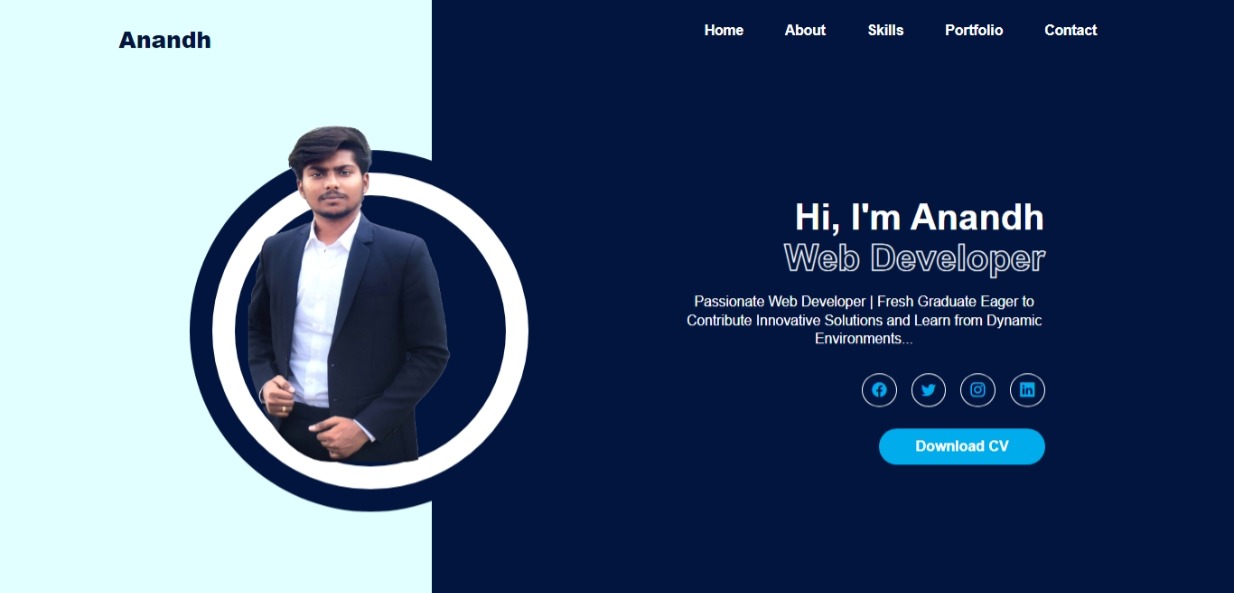 Anandh
Home About Skills Portfolio Contact
Hi, I'm Anandh
Web Developer
Passionate Web Developer | Fresh Graduate Eager to
Contribute Innovative Solutions and Learn from Dynamic
Environments...
Download CV